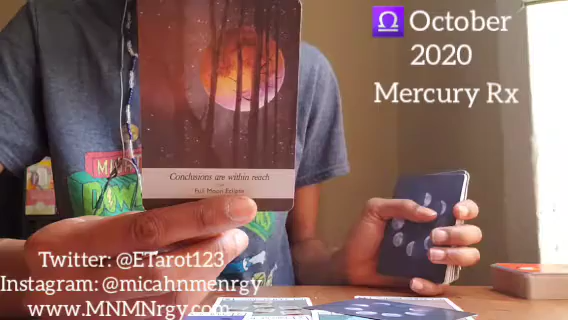 ♎ October
2020
Mercury Rx
Conclusions are within reach
Full Moon Eclipse
Twitter: @ETarot123
Instagram: @micahnmenrgy
www.MNMNrgy.com